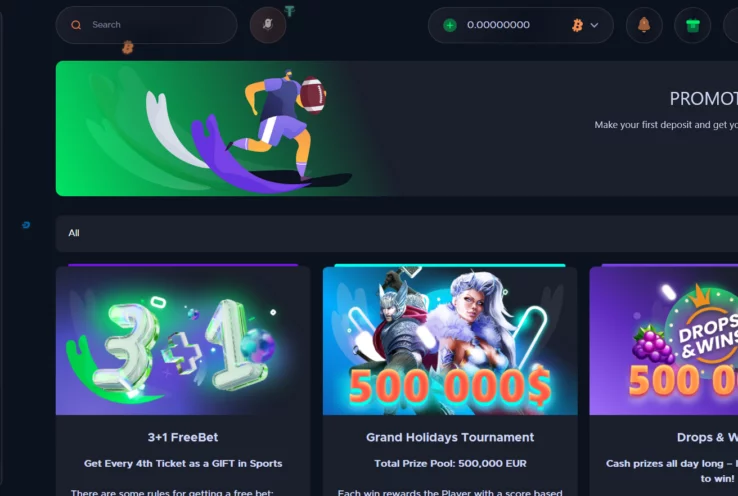 Search
0.00000000
PROMOT
Make your first deposit and get yo
All
3+1
500 000$
DROPS
& WINS
500 0
3+1 FreeBet
Grand Holidays Tournament
Drops & W
Get Every 4th Ticket as a GIFT in Sports
Total Prize Pool: 500,000 EUR
Cash prizes all day long –
to win!
There are some rules for getting a free bet:
Each win rewards the Player with a score based